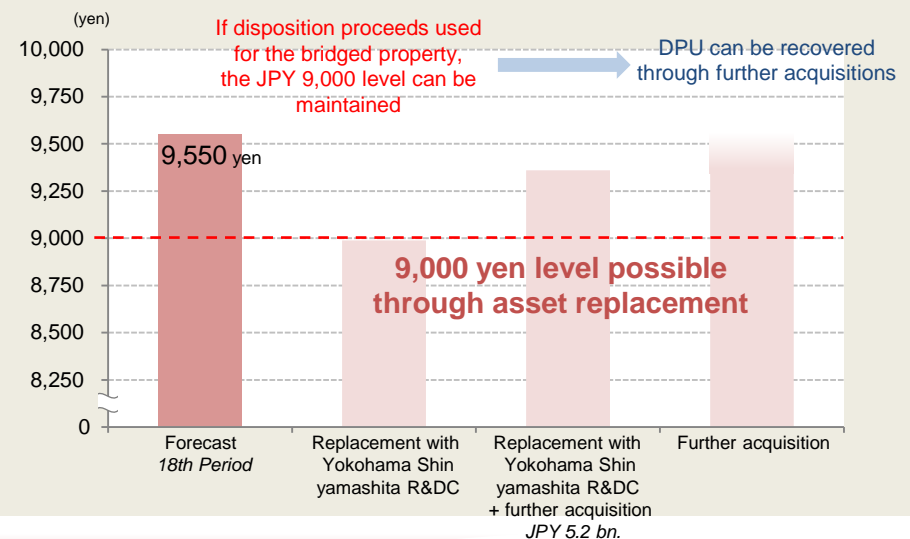 (yen)
If disposition proceeds used
for the bridged property,
the JPY 9,000 level can be
maintained
DPU can be recovered
through further acquisitions
10,000
9,750
9,500
9,250
9,000
8,750
8,500
8,250
0
9,550 yen
9,000 yen level possible
through asset replacement
Forecast
18th Period
Replacement with
Yokohama Shin
yamashita R&DC
Replacement with
Yokohama Shin
yamashita R&DC
+ further acquisition
JPY 5.2 bn.
Further acquisition